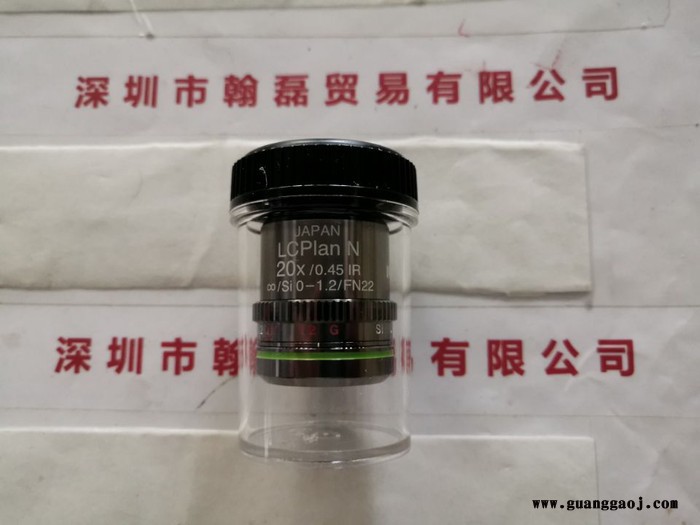 深圳市翰磊贸易有限公司
JAPAN
LCPlan N
20x/0.45 IR
∞/Si 0-1.2/FN22
G
Si
深圳市翰
有限公司
www.guanggaoj.com